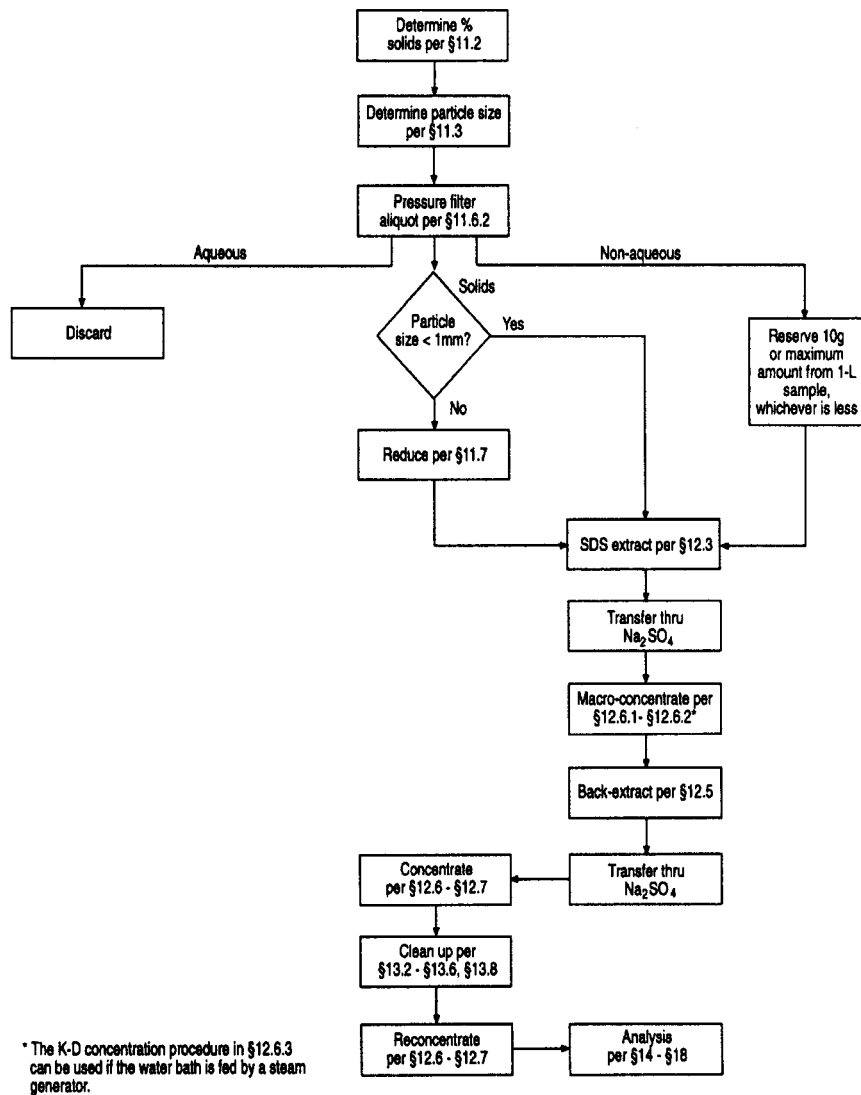 Determine %
solids per §11.2
Determine particle size
per §11.3
Pressure filter
aliquot per §11.6.2
Aqueous
Non-aqueous
Solids
Discard
Particle
size < 1mm?
Yes
Reserve 10g
or maximum
amount from 1-L
sample,
whichever is less
No
Reduce per §11.7
SDS extract per §12.3
Transfer thru
Na₂SO₄
Macro-concentrate per
§12.6.1- §12.6.2*
Back-extract per §12.5
Transfer thru
Na₂SO₄
Concentrate
per §12.6 - §12.7
Clean up per
§13.2 - §13.6, §13.8
Reconcentrate
per §12.6 - §12.7
Analysis
per §14 - §18
* The K-D concentration procedure in §12.6.3
can be used if the water bath is fed by a steam
generator.